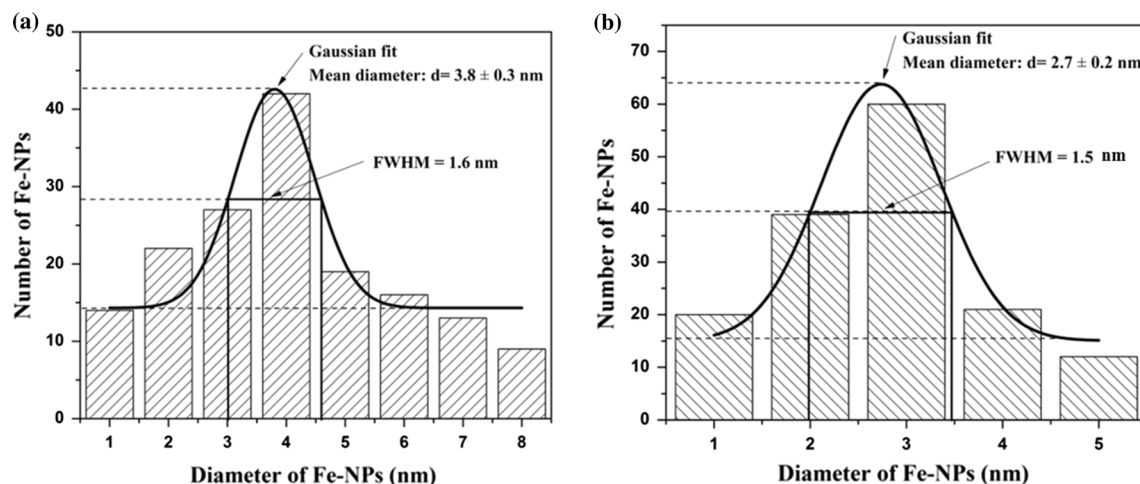 (a)
50
40
30
20
10
0
Number of Fe-NPs
Gaussian fit
Mean diameter: d= 3.8 ± 0.3 nm
FWHM = 1.6 nm
1 2 3 4 5 6 7 8
Diameter of Fe-NPs (nm)
(b)
70
60
50
40
30
20
10
0
Number of Fe-NPs
Gaussian fit
Mean diameter: d= 2.7 ± 0.2 nm
FWHM = 1.5 nm
1 2 3 4 5
Diameter of Fe-NPs (nm)